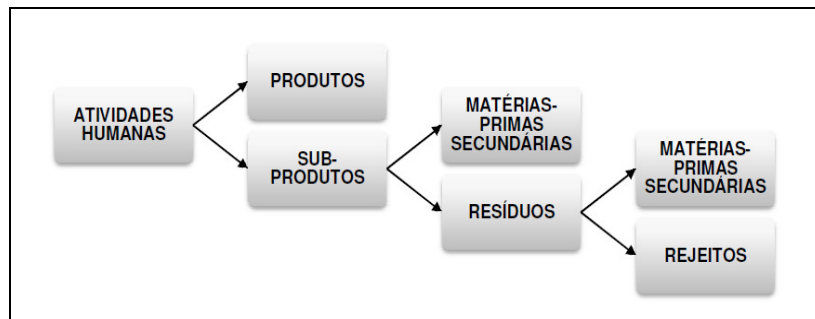 ATIVIDADES
HUMANAS
PRODUTOS
SUB-
PRODUTOS
MATÉRIAS-
PRIMAS
SECUNDÁRIAS
RESÍDUOS
MATÉRIAS-
PRIMAS
SECUNDÁRIAS
REJEITOS